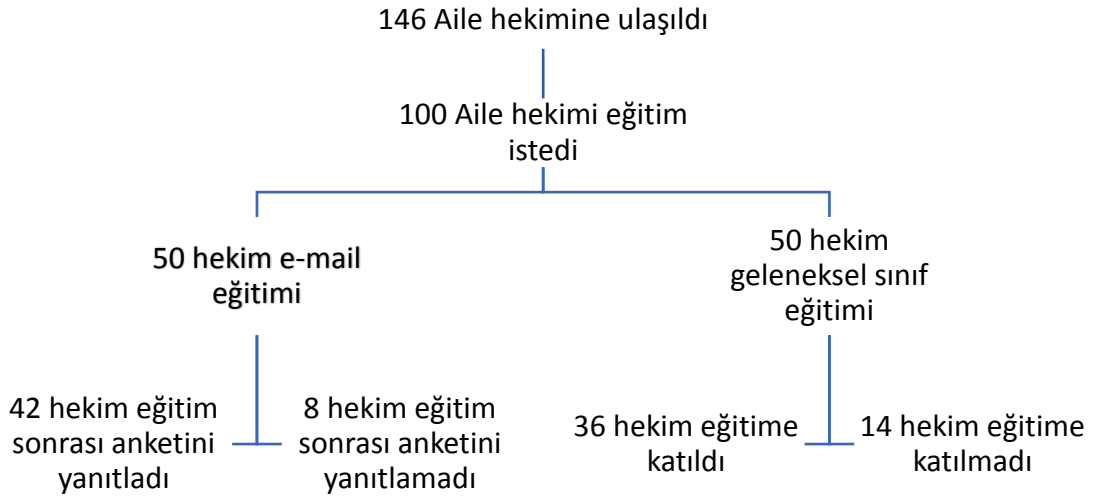 146 Aile hekimine ulaşıldı
100 Aile hekimi eğitim
istedi
50 hekim e-mail
eğitimi
50 hekim
geleneksel sınıf
eğitimi
42 hekim eğitim
sonrası anketini
yanıtladı
8 hekim eğitim
sonrası anketini
yanıtlamadı
36 hekim eğitime
katıldı
14 hekim eğitime
katılmadı